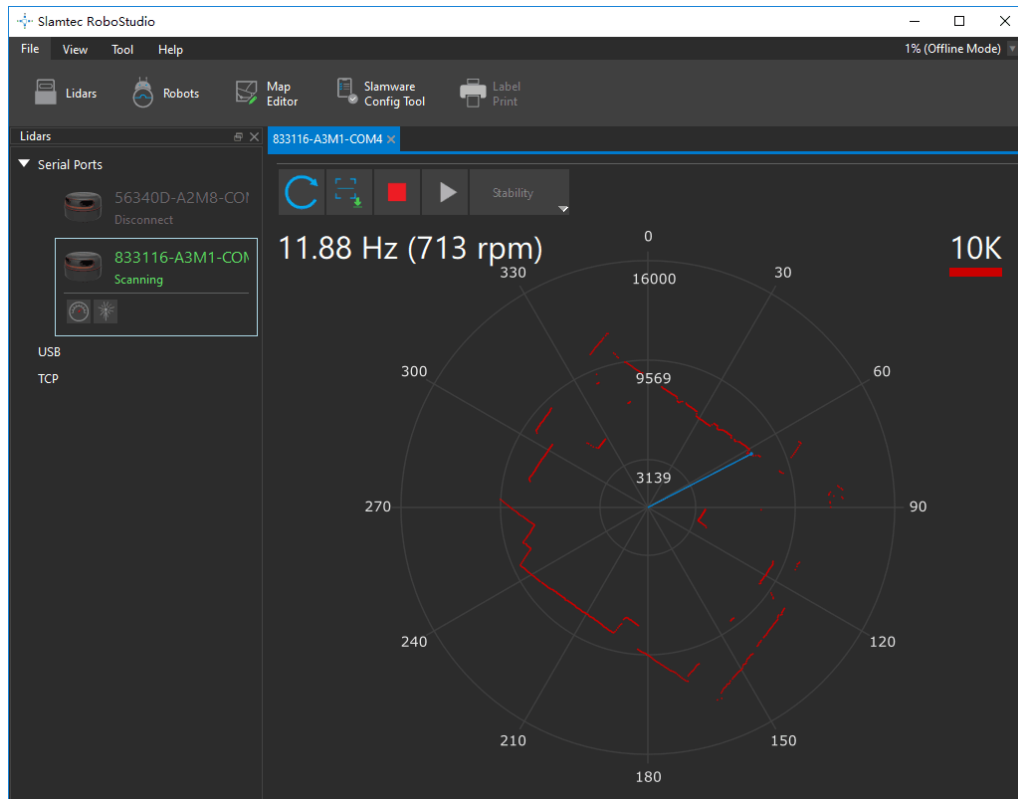 Slamtec RoboStudio
File View Tool Help 1% (Offline Mode)
Lidars Robots Map Editor Slamware Config Tool Label Print
Lidars
833116-A3M1-COM4
Serial Ports
56340D-A2M8-CO
Disconnect
833116-A3M1-CO
Scanning
USB
TCP
Stability
11.88 Hz (713 rpm)
10K
0
330
30
16000
300
60
9569
3139
270
90
240
120
210
150
180